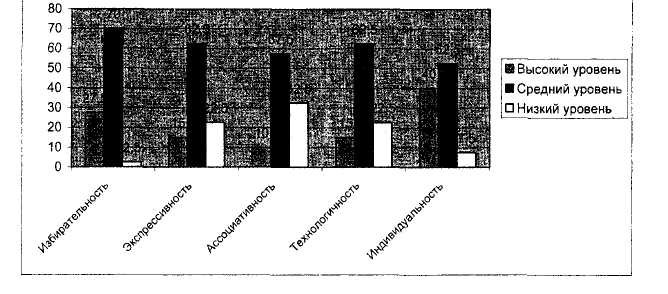 80
70
60
50
40
30
20
10
0
Избирательность
Экспрессивность
Ассоциативность
Технологичность
Индивидуальность
Высокий уровень
Средний уровень
Низкий уровень